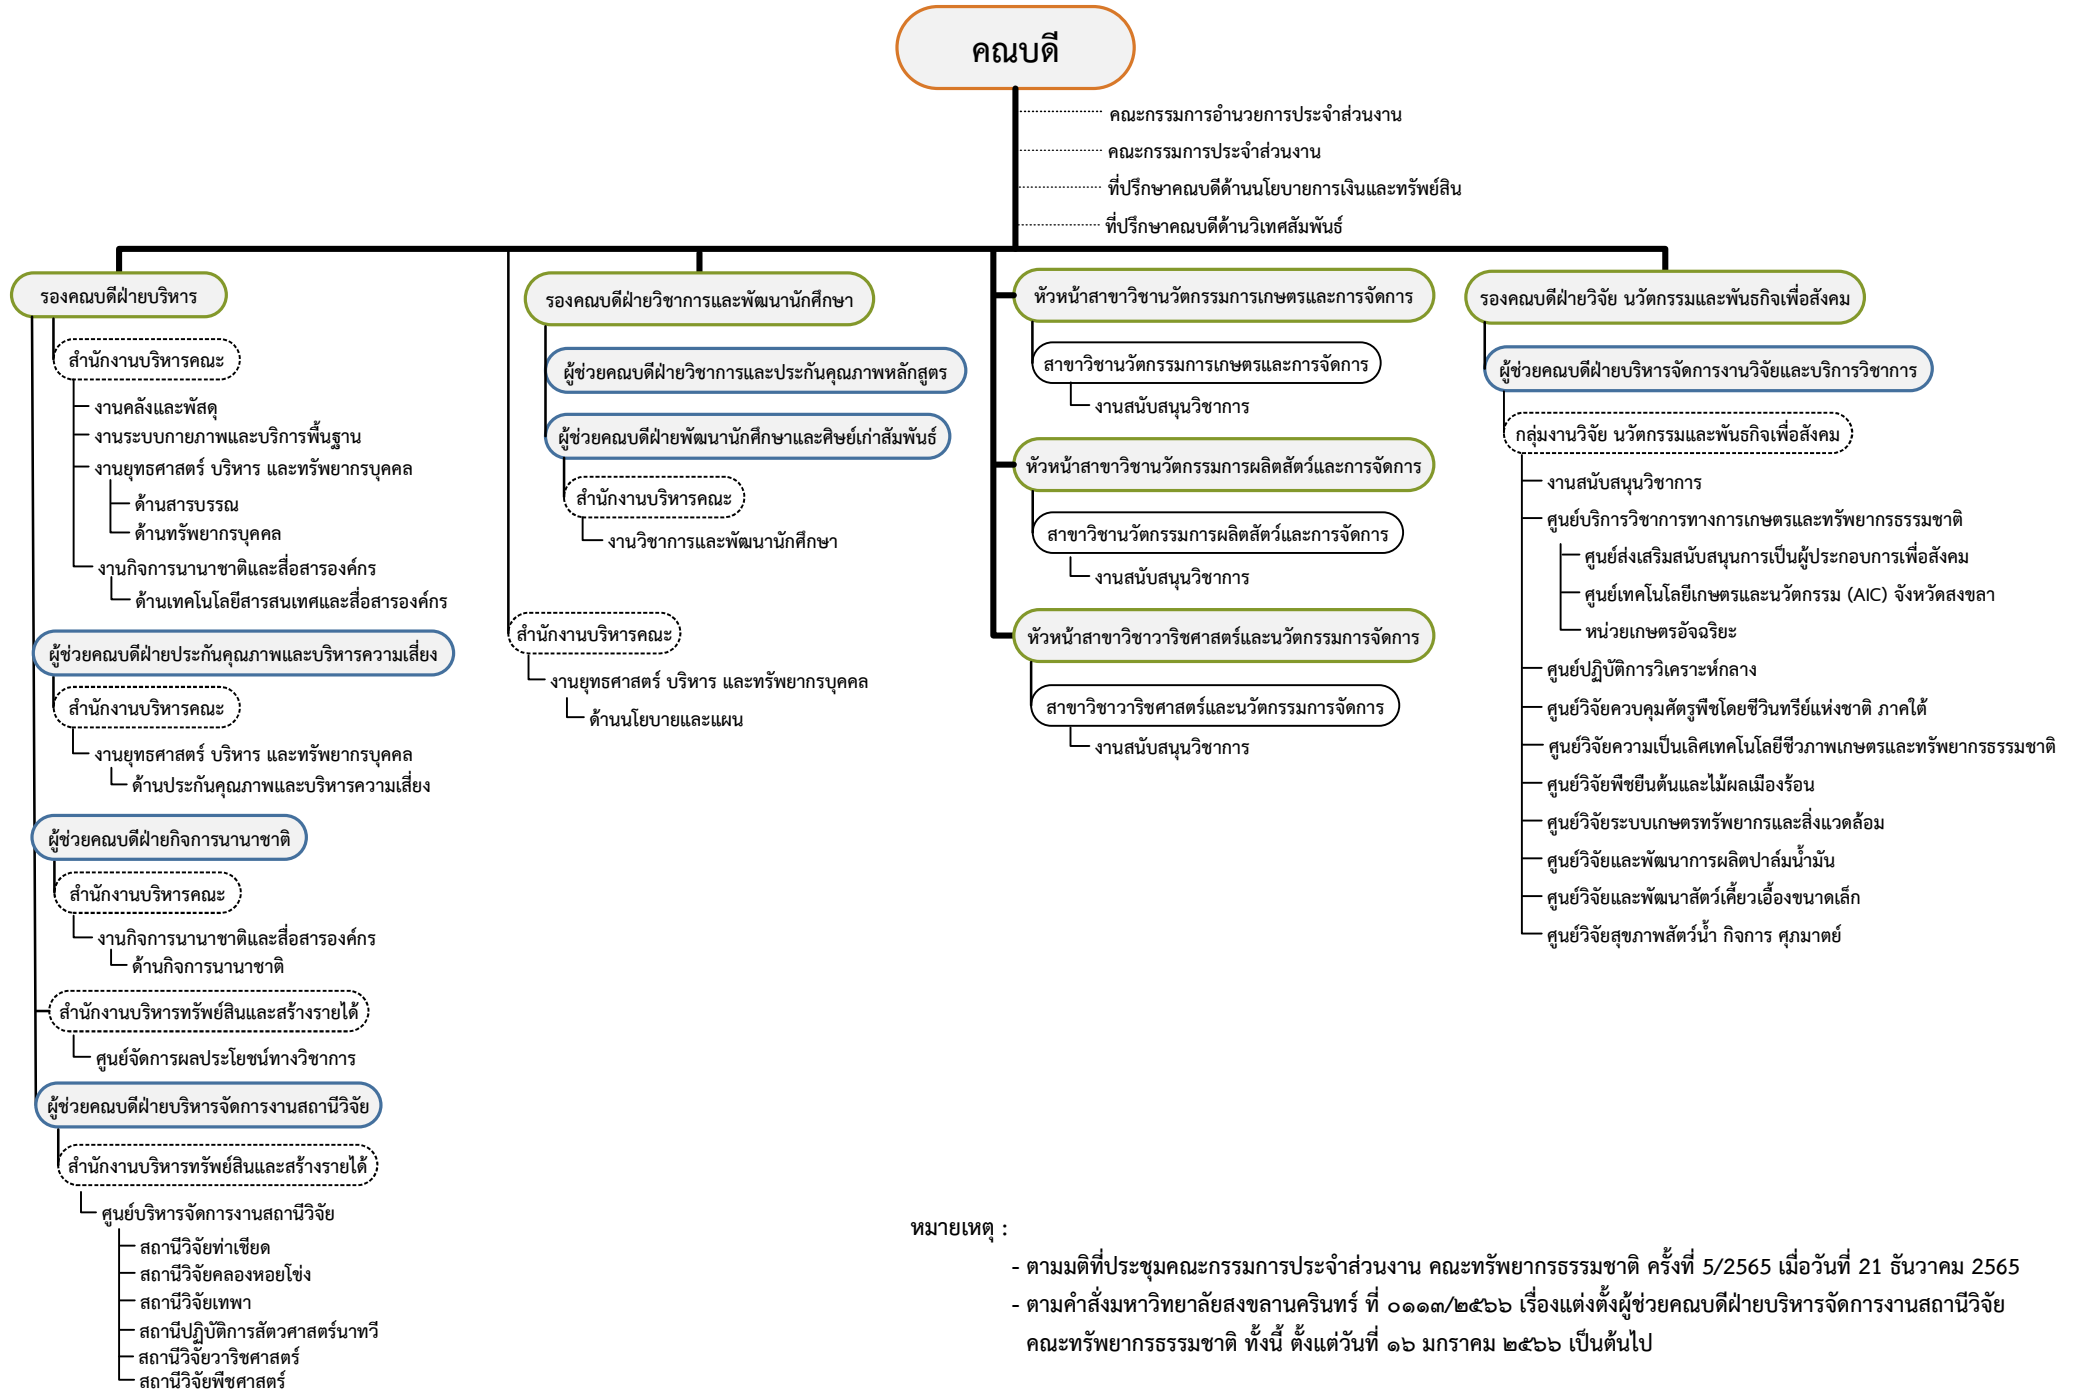 คณบดี
คณะกรรมการอำนวยการประจำส่วนงาน
คณะกรรมการประจำส่วนงาน
ที่ปรึกษาคณบดีด้านนโยบายการเงินและทรัพย์สิน
ที่ปรึกษาคณบดีด้านวิเทศสัมพันธ์
รองคณบดีฝ่ายบริหาร
สำนักงานบริหารคณะ
งานคลังและพัสดุ
งานระบบกายภาพและบริการพื้นฐาน
งานยุทธศาสตร์ บริหาร และทรัพยากรบุคคล
ด้านสารบรรณ
ด้านทรัพยากรบุคคล
งานกิจการนานาชาติและสื่อสารองค์กร
ด้านเทคโนโลยีสารสนเทศและสื่อสารองค์กร
ผู้ช่วยคณบดีฝ่ายประกันคุณภาพและบริหารความเสี่ยง
สำนักงานบริหารคณะ
งานยุทธศาสตร์ บริหาร และทรัพยากรบุคคล
ด้านประกันคุณภาพและบริหารความเสี่ยง
ผู้ช่วยคณบดีฝ่ายกิจการนานาชาติ
สำนักงานบริหารคณะ
งานกิจการนานาชาติและสื่อสารองค์กร
ด้านกิจการนานาชาติ
สำนักงานบริหารทรัพย์สินและสร้างรายได้
ศูนย์จัดการผลประโยชน์ทางวิชาการ
ผู้ช่วยคณบดีฝ่ายบริหารจัดการงานสถานีวิจัย
สำนักงานบริหารทรัพย์สินและสร้างรายได้
ศูนย์บริหารจัดการงานสถานีวิจัย
สถานีวิจัยท่าเชียด
สถานีวิจัยคลองหอยโข่ง
สถานีวิจัยเทพา
สถานีปฏิบัติการสัตวศาสตร์นาทวี
สถานีวิจัยวาริชศาสตร์
สถานีวิจัยพืชศาสตร์
รองคณบดีฝ่ายวิชาการและพัฒนานักศึกษา
ผู้ช่วยคณบดีฝ่ายวิชาการและประกันคุณภาพหลักสูตร
ผู้ช่วยคณบดีฝ่ายพัฒนานักศึกษาและศิษย์เก่าสัมพันธ์
สำนักงานบริหารคณะ
งานวิชาการและพัฒนานักศึกษา
สำนักงานบริหารคณะ
งานยุทธศาสตร์ บริหาร และทรัพยากรบุคคล
ด้านนโยบายและแผน
หัวหน้าสาขาวิชานวัตกรรมการเกษตรและการจัดการ
สาขาวิชานวัตกรรมการเกษตรและการจัดการ
งานสนับสนุนวิชาการ
หัวหน้าสาขาวิชานวัตกรรมการผลิตสัตว์และการจัดการ
สาขาวิชานวัตกรรมการผลิตสัตว์และการจัดการ
งานสนับสนุนวิชาการ
หัวหน้าสาขาวิชาวาริชศาสตร์และนวัตกรรมการจัดการ
สาขาวิชาวาริชศาสตร์และนวัตกรรมการจัดการ
งานสนับสนุนวิชาการ
รองคณบดีฝ่ายวิจัย นวัตกรรมและพันธกิจเพื่อสังคม
ผู้ช่วยคณบดีฝ่ายบริหารจัดการงานวิจัยและบริการวิชาการ
กลุ่มงานวิจัย นวัตกรรมและพันธกิจเพื่อสังคม
งานสนับสนุนวิชาการ
ศูนย์บริการวิชาการทางการเกษตรและทรัพยากรธรรมชาติ
ศูนย์ส่งเสริมสนับสนุนการเป็นผู้ประกอบการเพื่อสังคม
ศูนย์เทคโนโลยีเกษตรและนวัตกรรม (AIC) จังหวัดสงขลา
หน่วยเกษตรอัจฉริยะ
ศูนย์ปฏิบัติการวิเคราะห์กลาง
ศูนย์วิจัยควบคุมศัตรูพืชโดยชีวินทรีย์แห่งชาติ ภาคใต้
ศูนย์วิจัยความเป็นเลิศเทคโนโลยีชีวภาพเกษตรและทรัพยากรธรรมชาติ
ศูนย์วิจัยพืชยืนต้นและไม้ผลเมืองร้อน
ศูนย์วิจัยระบบเกษตรทรัพยากรและสิ่งแวดล้อม
ศูนย์วิจัยและพัฒนาการผลิตปาล์มน้ำมัน
ศูนย์วิจัยและพัฒนาสัตว์เคี้ยวเอื้องขนาดเล็ก
ศูนย์วิจัยสุขภาพสัตว์น้ำ กิจการ ศุภมาตย์
หมายเหตุ :
- ตามมติที่ประชุมคณะกรรมการประจำส่วนงาน คณะทรัพยากรธรรมชาติ ครั้งที่ 5/2565 เมื่อวันที่ 21 ธันวาคม 2565
- ตามคำสั่งมหาวิทยาลัยสงขลานครินทร์ ที่ ๐๑๑๓/๒๕๖๖ เรื่องแต่งตั้งผู้ช่วยคณบดีฝ่ายบริหารจัดการงานสถานีวิจัย
คณะทรัพยากรธรรมชาติ ทั้งนี้ ตั้งแต่วันที่ ๑๖ มกราคม ๒๕๖๖ เป็นต้นไป